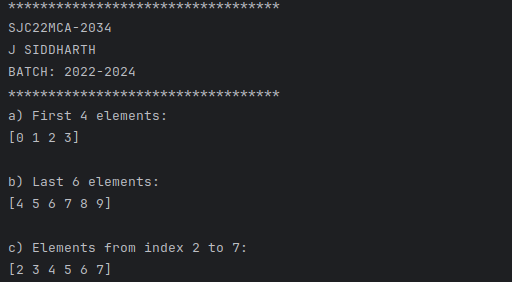 **********************************
SJC22MCA-2034
J SIDDHARTH
BATCH: 2022-2024
**********************************
a) First 4 elements:
[0 1 2 3]
b) Last 6 elements:
[4 5 6 7 8 9]
c) Elements from index 2 to 7:
[2 3 4 5 6 7]